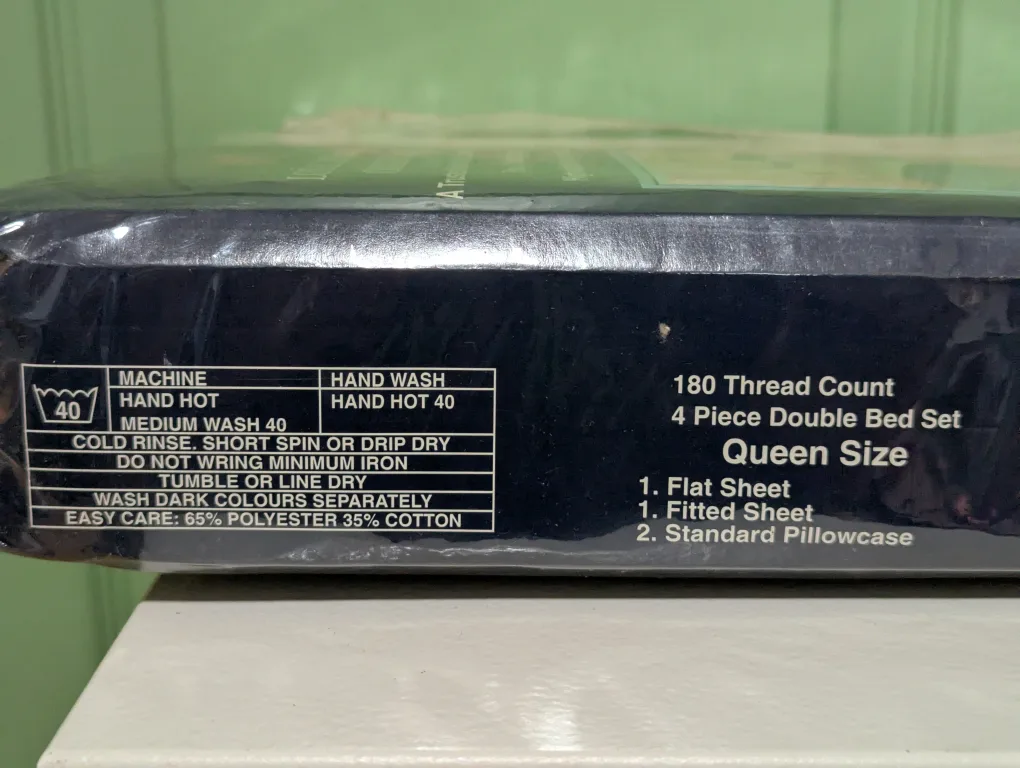 40
MACHINE
HAND HOT
MEDIUM WASH 40
HAND WASH
HAND HOT 40
COLD RINSE. SHORT SPIN OR DRIP DRY
DO NOT WRING MINIMUM IRON
TUMBLE OR LINE DRY
WASH DARK COLOURS SEPARATELY
EASY CARE: 65% POLYESTER 35% COTTON
180 Thread Count
4 Piece Double Bed Set
Queen Size
1. Flat Sheet
1. Fitted Sheet
2. Standard Pillowcase